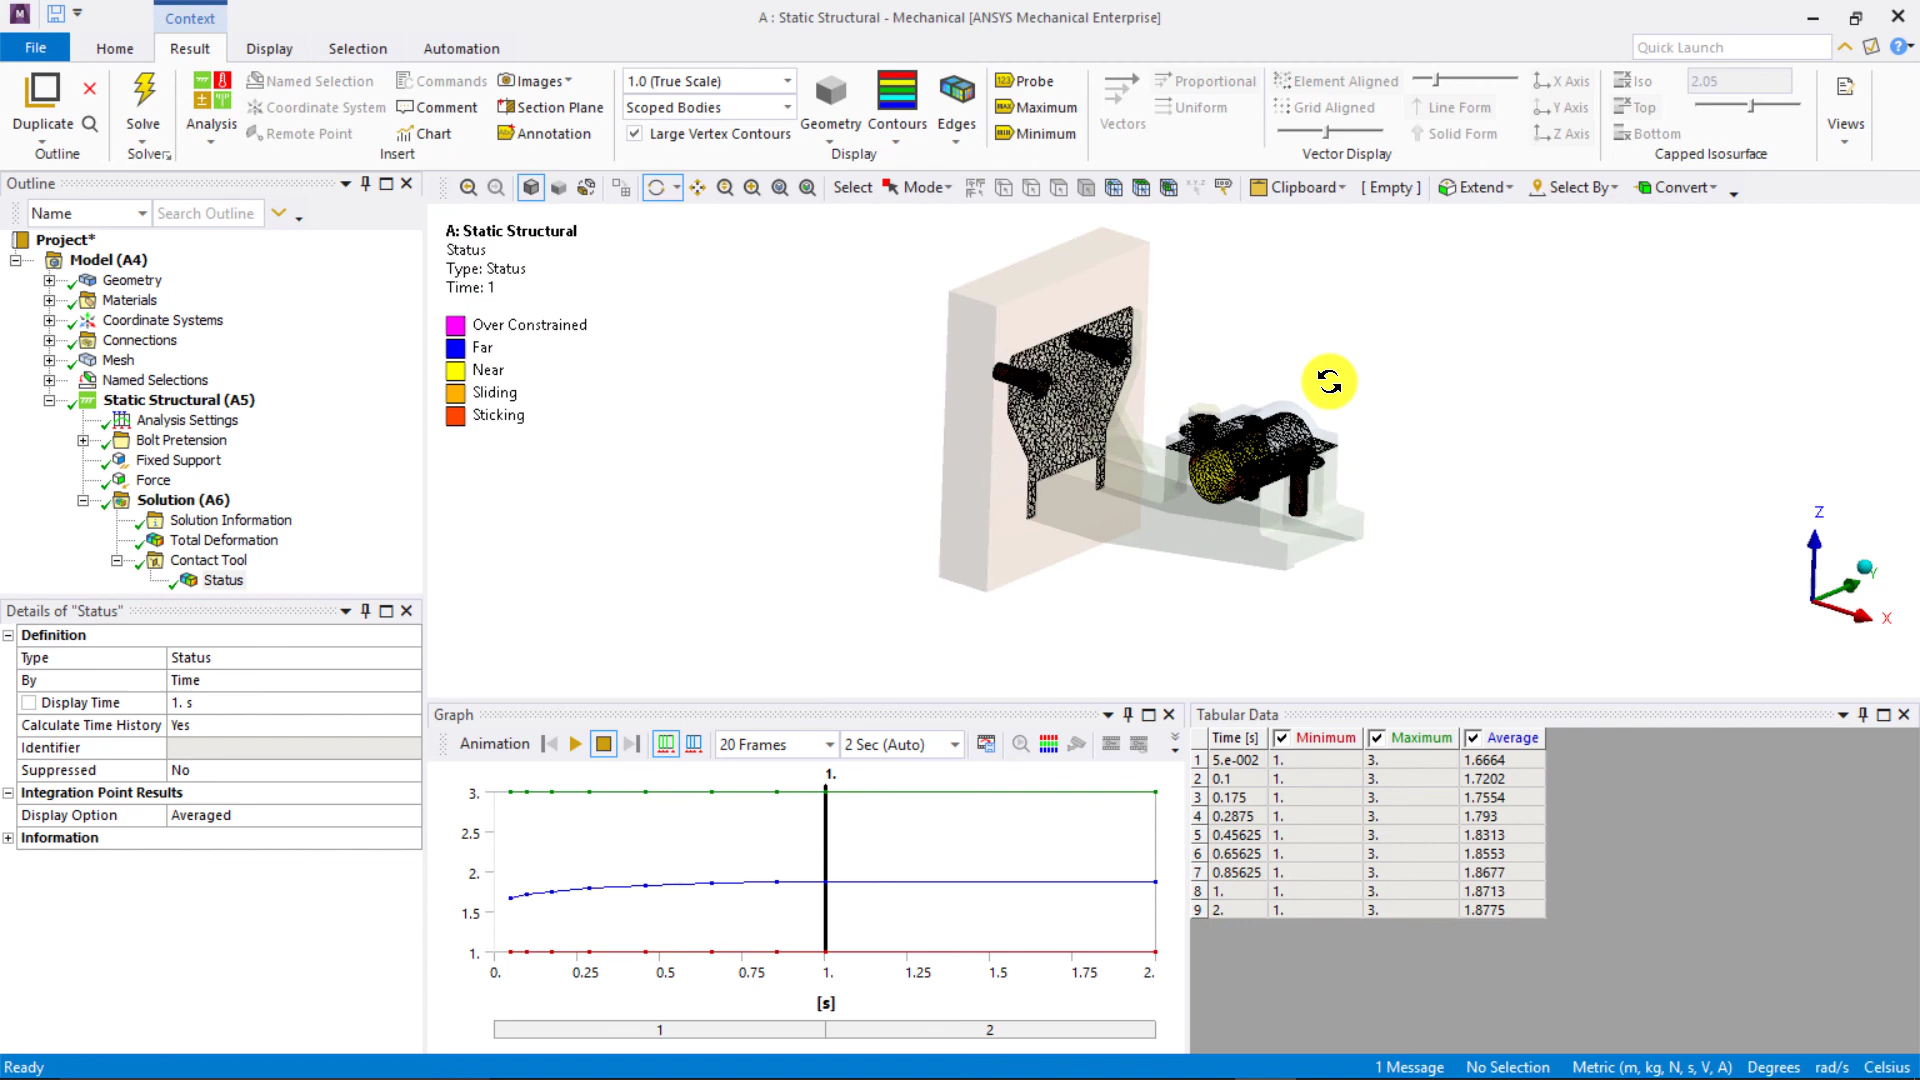 M
Context
A : Static Structural - Mechanical [ANSYS Mechanical Enterprise]
File
Home
Result
Display
Selection
Automation
Quick Launch
Duplicate
Outline
Solve
Solver
Analysis
Named Selection
Coordinate System
Remote Point
Commands
Comment
Chart
Images
Section Plane
Annotation
Insert
1.0 (True Scale)
Scoped Bodies
Large Vertex Contours
Geometry
Contours
Edges
Display
Probe
Maximum
Minimum
Vectors
Proportional
Uniform
Element Aligned
Grid Aligned
Line Form
Solid Form
X Axis
Y Axis
Z Axis
Vector Display
Iso
Top
Bottom
2.05
Capped Isosurface
Views
Outline
Name
Search Outline
Project*
Model (A4)
Geometry
Materials
Coordinate Systems
Connections
Mesh
Named Selections
Static Structural (A5)
Analysis Settings
Bolt Pretension
Fixed Support
Force
Solution (A6)
Solution Information
Total Deformation
Contact Tool
Status
Select
Mode
Clipboard
[ Empty ]
Extend
Select By
Convert
A: Static Structural
Status
Type: Status
Time: 1
Over Constrained
Far
Near
Sliding
Sticking
Z
Y
X
Details of "Status"
Definition
Type Status
By Time
Display Time 1. s
Calculate Time History Yes
Identifier
Suppressed No
Integration Point Results
Display Option Averaged
Information
Graph
Animation
20 Frames
2 Sec (Auto)
1.
3.
2.5
2.
1.5
1.
0. 0.25 0.5 0.75 1. 1.25 1.5 1.75 2.
[s]
1 2
Tabular Data
Time [s] Minimum Maximum Average
1 5.e-002 1. 3. 1.6664
2 0.1 1. 3. 1.7202
3 0.175 1. 3. 1.7554
4 0.2875 1. 3. 1.793
5 0.45625 1. 3. 1.8313
6 0.65625 1. 3. 1.8553
7 0.85625 1. 3. 1.8677
8 1. 1. 3. 1.8713
9 2. 1. 3. 1.8775
Ready
1 Message
No Selection
Metric (m, kg, N, s, V, A)
Degrees
rad/s
Celsius